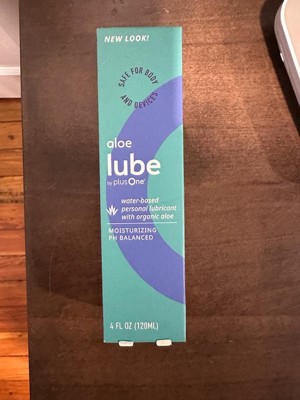 NEW LOOK!
SAFE FOR BODY
AND DEVICES
aloe
lube
by plusOne®
water-based
personal lubricant
with organic aloe
MOISTURIZING
PH BALANCED
4 FL OZ (120ML)